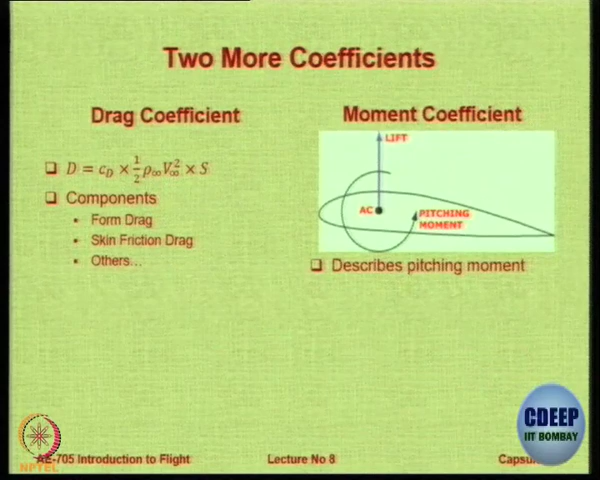 Two More Coefficients
Drag Coefficient
❑ D = c_D × 1/2 ρ∞V∞² × S
❑ Components
• Form Drag
• Skin Friction Drag
• Others…
Moment Coefficient
LIFT
AC
PITCHING
MOMENT
❑ Describes pitching moment
CDEEP
IIT BOMBAY
NPTEL
AE-705 Introduction to Flight
Lecture No 8